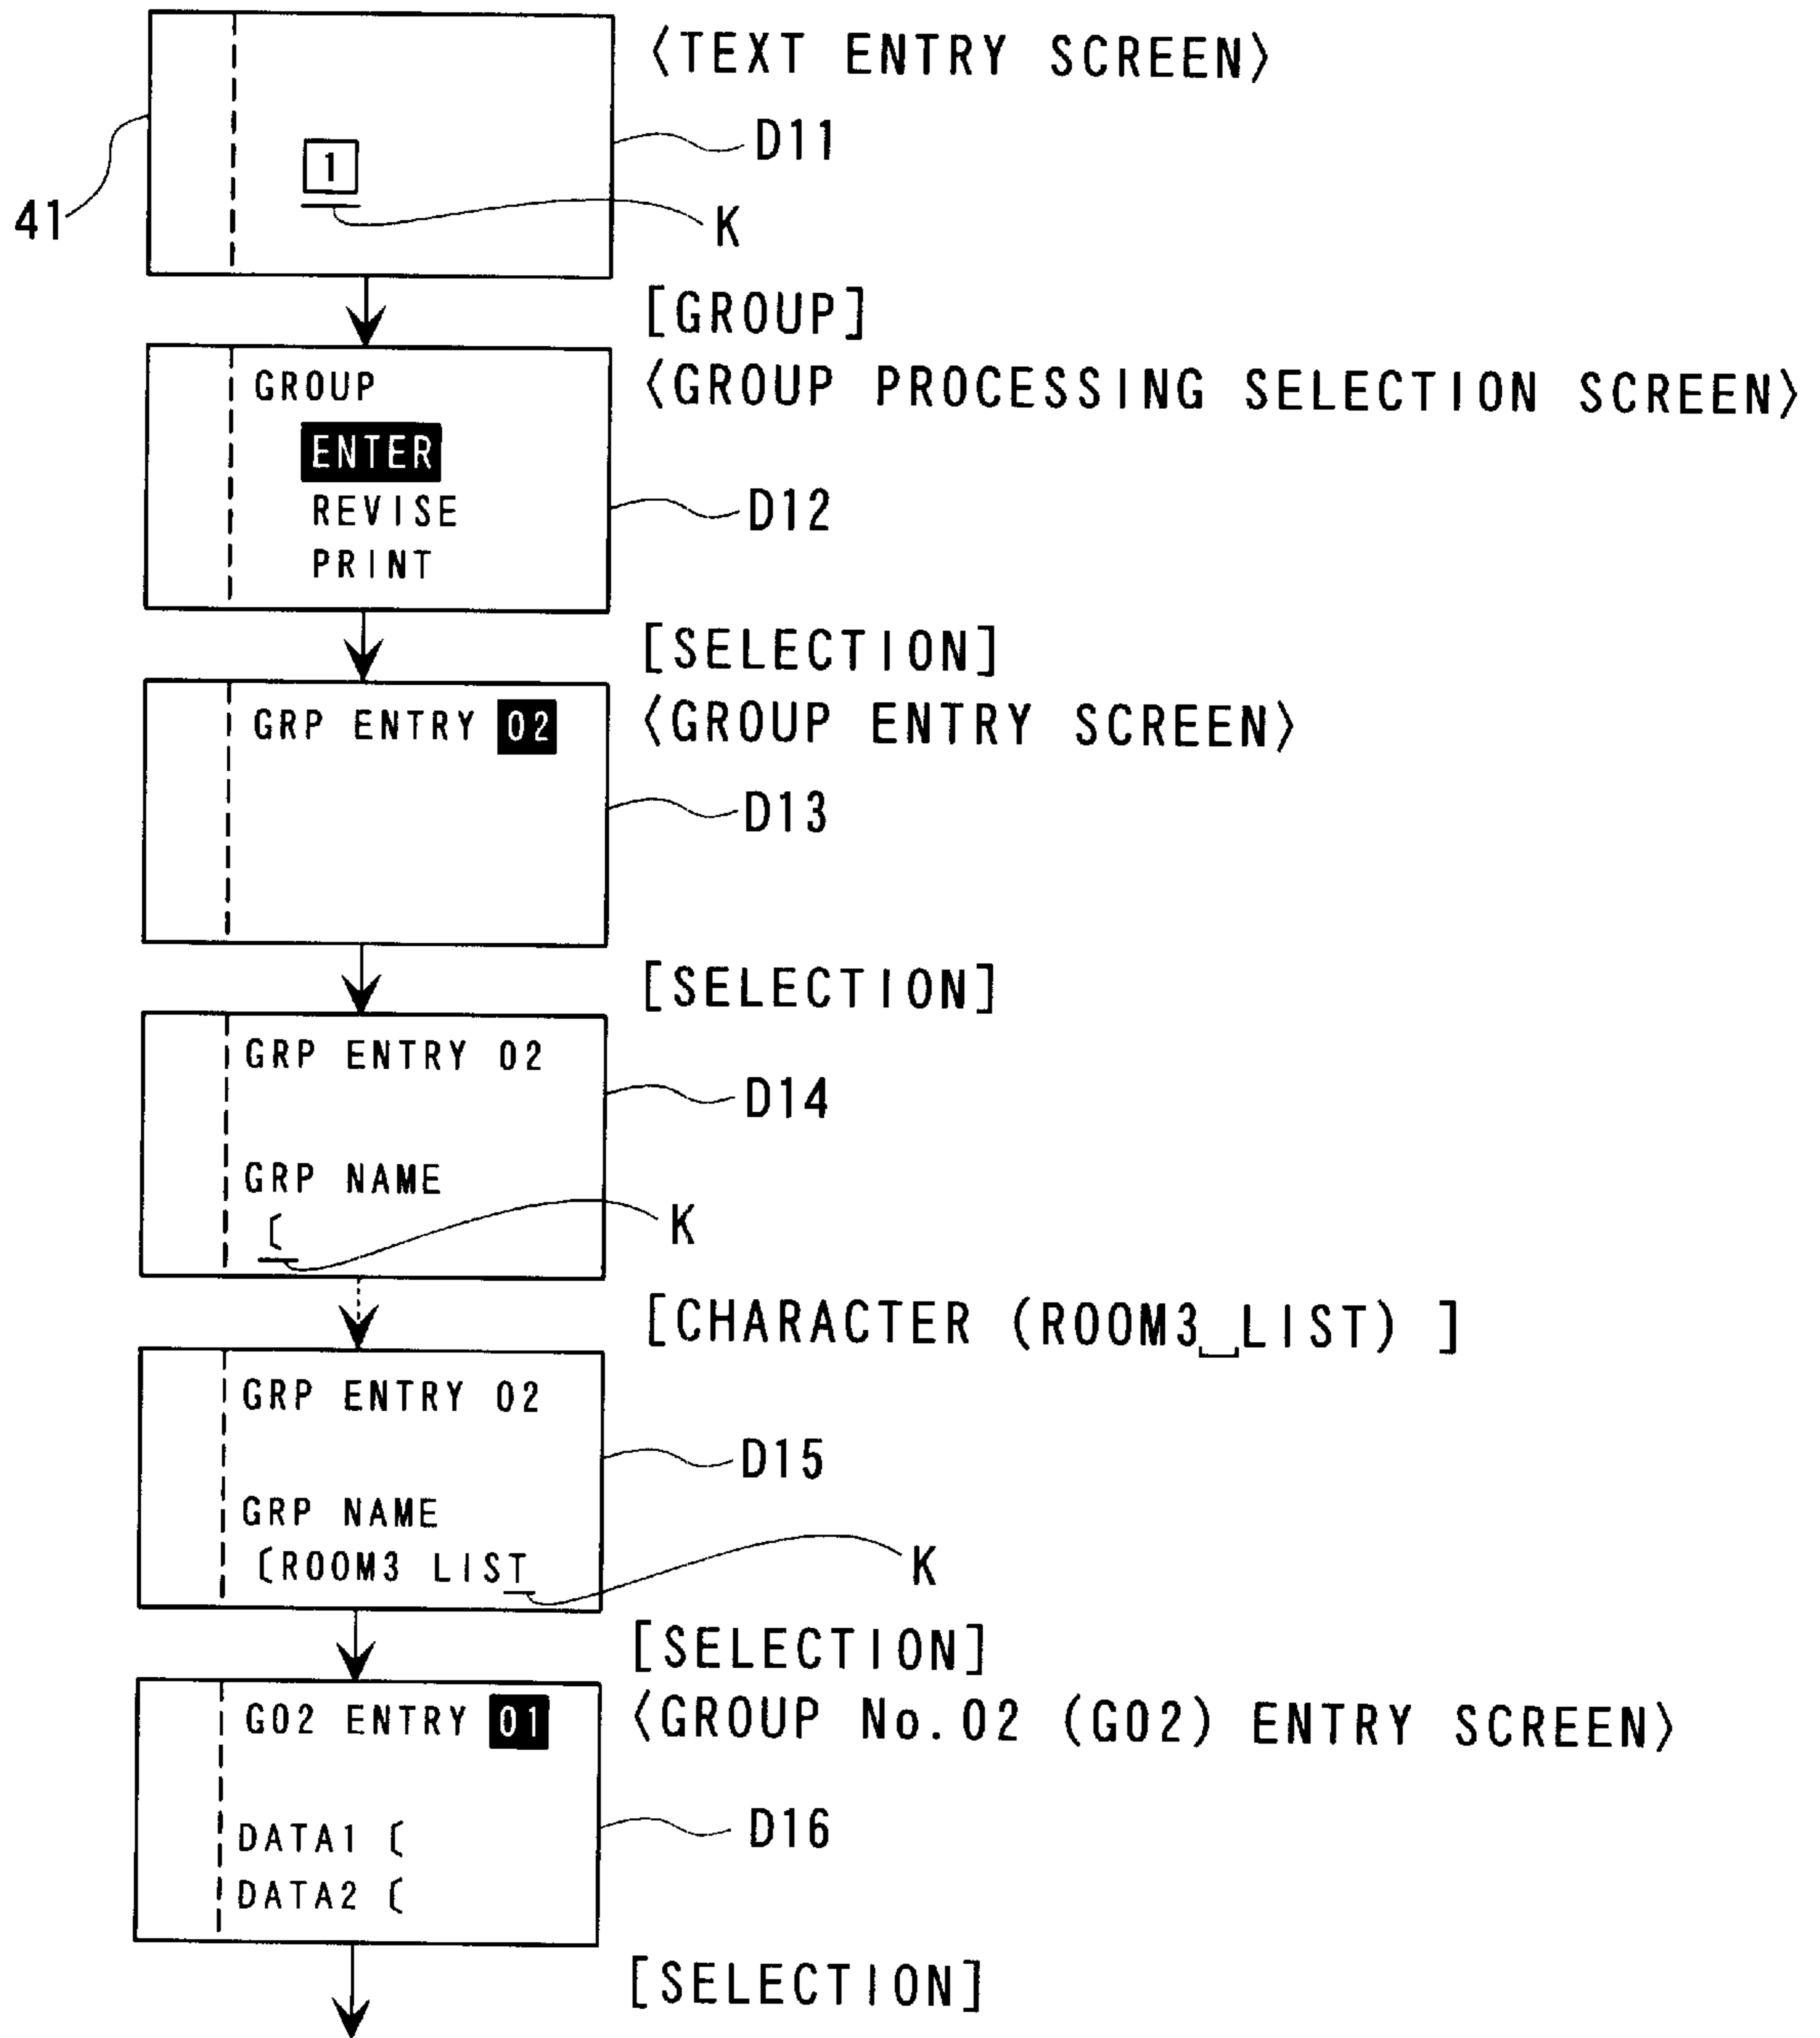 〈TEXT ENTRY SCREEN〉
1
D11
41
K
[GROUP]
GROUP
〈GROUP PROCESSING SELECTION SCREEN〉
ENTER
REVISE
D12
PRINT
[SELECTION]
GRP ENTRY 02
〈GROUP ENTRY SCREEN〉
D13
[SELECTION]
GRP ENTRY 02
D14
GRP NAME
〔
K
[CHARACTER (ROOM3⎵LIST) ]
GRP ENTRY 02
D15
GRP NAME
〔ROOM3 LIST
K
[SELECTION]
G02 ENTRY 01
〈GROUP No.02 (G02) ENTRY SCREEN〉
DATA1 〔
D16
DATA2 〔
[SELECTION]